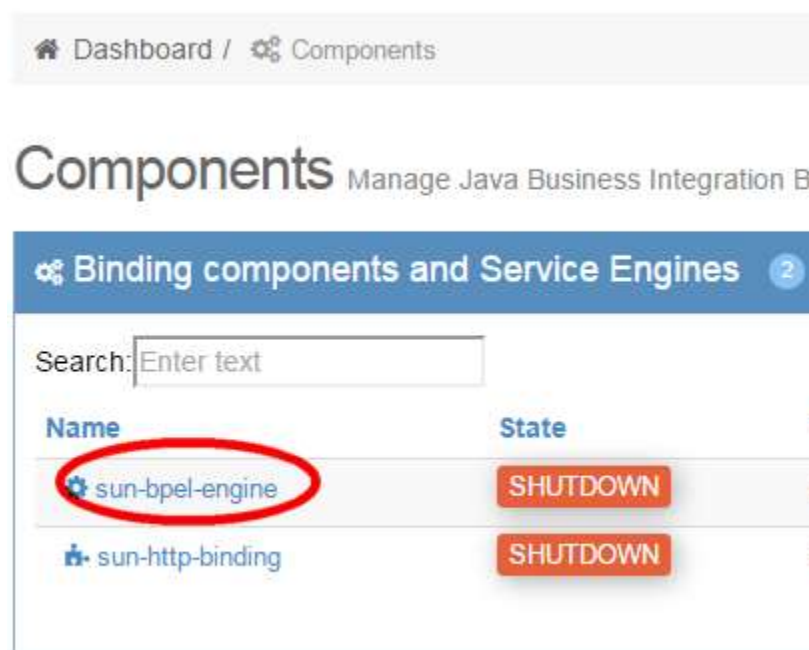 Dashboard / Components
Components Manage Java Business Integration
Binding components and Service Engines 2
Search: Enter text
Name State
sun-bpel-engine SHUTDOWN
sun-http-binding SHUTDOWN